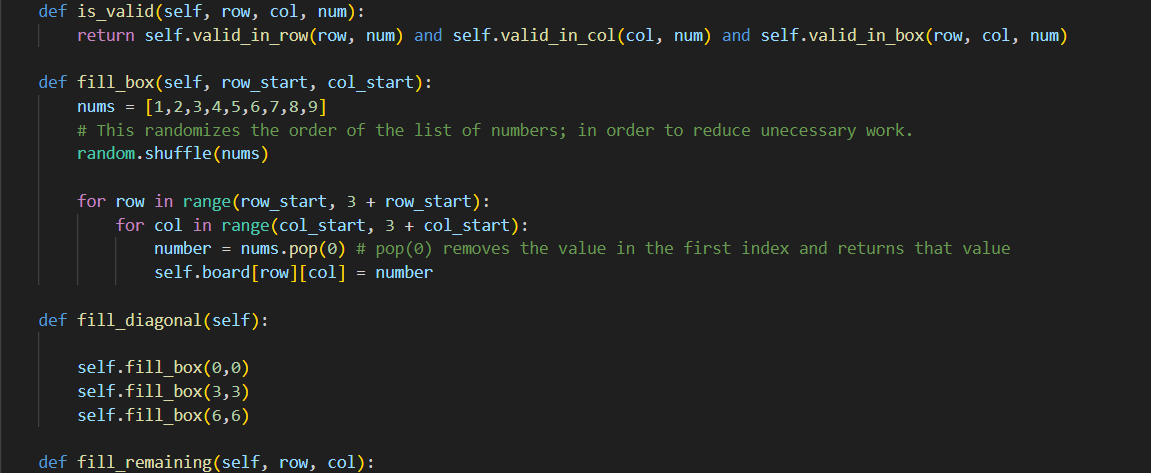 def is_valid(self, row, col, num):
return self.valid_in_row(row, num) and self.valid_in_col(col, num) and self.valid_in_box(row, col, num)
def fill_box(self, row_start, col_start):
nums = [1,2,3,4,5,6,7,8,9]
# This randomizes the order of the list of numbers; in order to reduce unecessary work.
random.shuffle(nums)
for row in range(row_start, 3 + row_start):
for col in range(col_start, 3 + col_start):
number = nums.pop(0) # pop(0) removes the value in the first index and returns that value
self.board[row][col] = number
def fill_diagonal(self):
self.fill_box(0,0)
self.fill_box(3,3)
self.fill_box(6,6)
def fill_remaining(self, row, col):